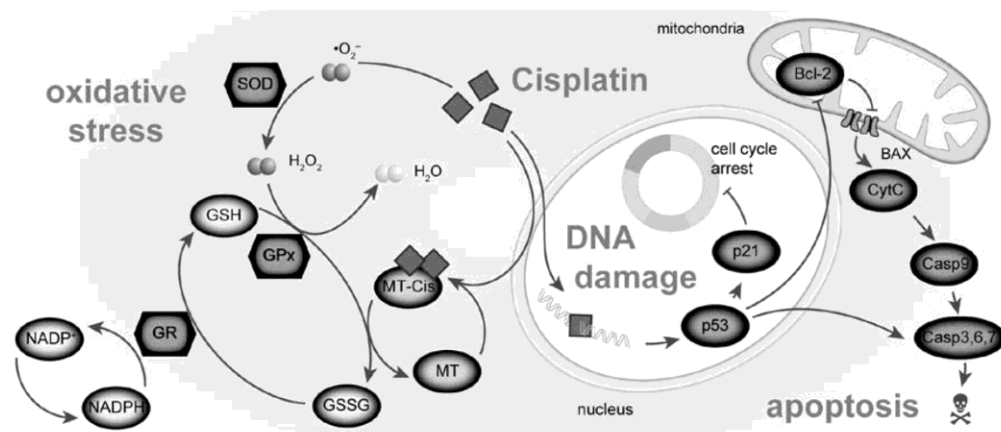 mitochondria
•O₂⁻
Bcl-2
SOD
Cisplatin
oxidative
stress
H₂O₂
H₂O
cell cycle
arrest
BAX
CytC
GSH
GPx
DNA
damage
p21
MT-Cis
Casp9
p53
NADP⁺
GR
Casp3,6,7
MT
NADPH
GSSG
nucleus
apoptosis